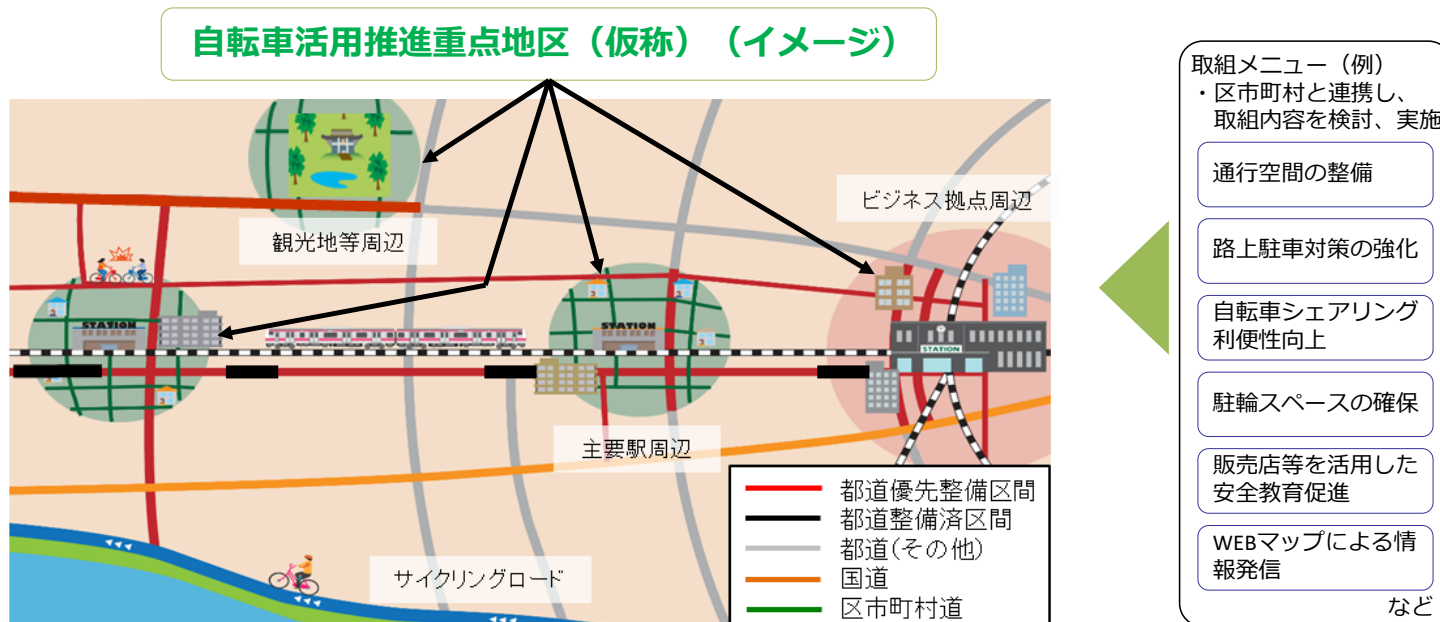 自転車活用推進重点地区（仮称）（イメージ）
ビジネス拠点周辺
観光地等周辺
STATION
STATION
STATION
主要駅周辺
サイクリングロード
都道優先整備区間
都道整備済区間
都道(その他)
国道
区市町村道
取組メニュー（例）
・区市町村と連携し、
取組内容を検討、実施
通行空間の整備
路上駐車対策の強化
自転車シェアリング
利便性向上
駐輪スペースの確保
販売店等を活用した
安全教育促進
WEBマップによる情
報発信
など